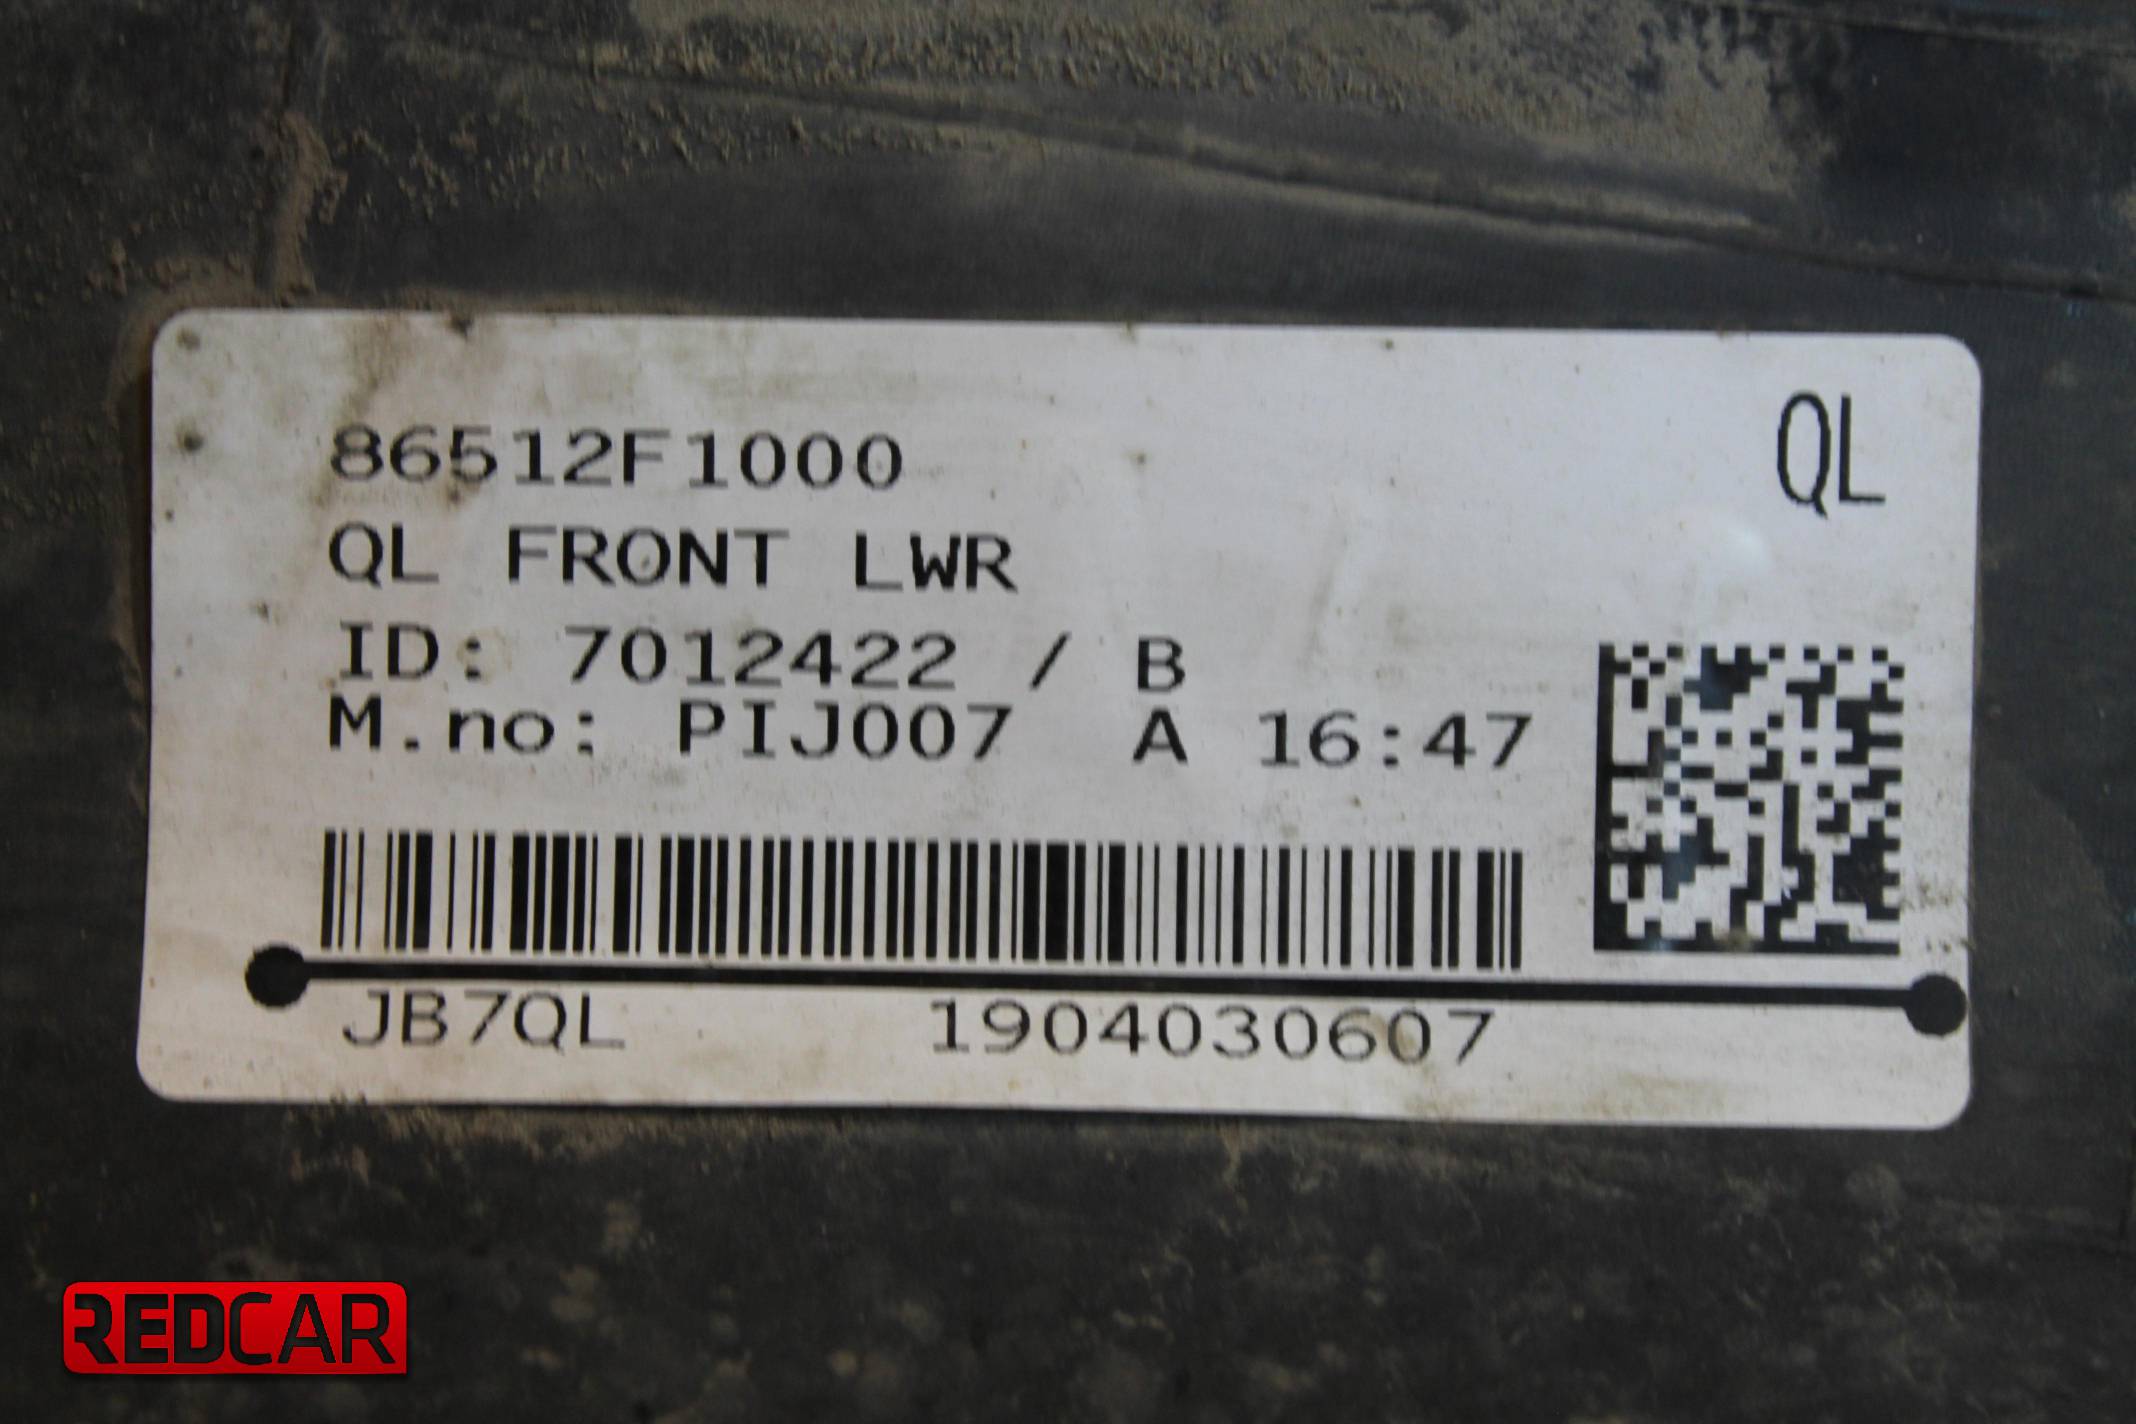 86512F1000
QL
QL FRONT LWR
ID: 7012422 / B
M.no: PIJ007 A 16:47
JB7QL 1904030607
REDCAR